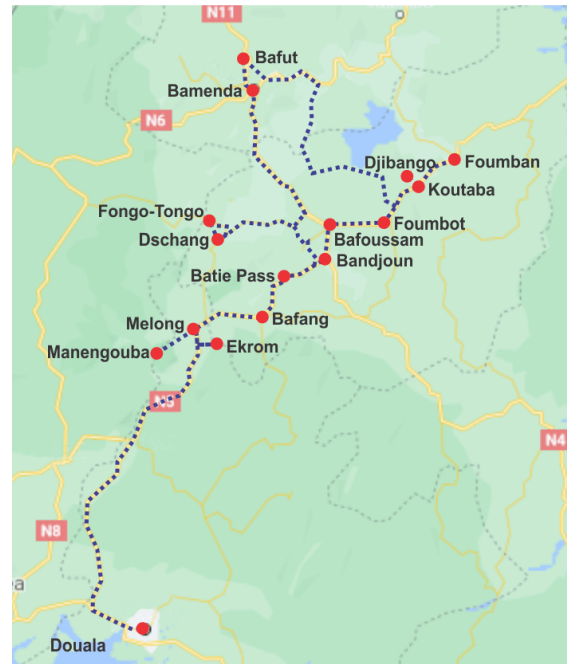 N11
Bafut
Bamenda
N6
Djibango
Foumban
Koutaba
Fongo-Tongo
Foumbot
Dschang
Bafoussam
Bandjoun
Batie Pass
Melong
Bafang
Manengouba
Ekrom
N5
N4
N8
Douala